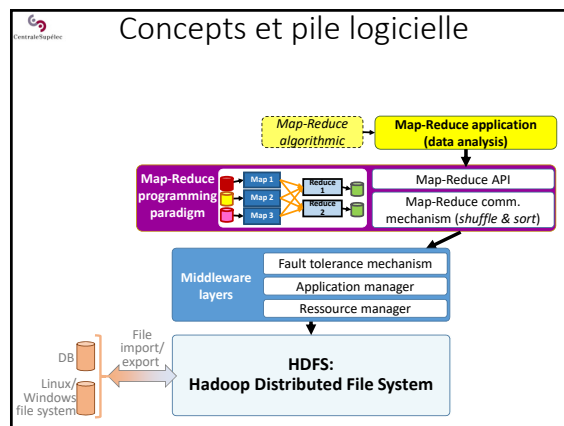 CentraleSupélec
Concepts et pile logicielle
Map-Reduce
algorithmic
Map-Reduce application
(data analysis)
Map-Reduce
programming
paradigm
Map 1
Map 2
Map 3
Reduce
1
Reduce
2
Map-Reduce API
Map-Reduce comm.
mechanism (shuffle & sort)
Middleware
layers
Fault tolerance mechanism
Application manager
Ressource manager
File
import/
export
DB
Linux/
Windows
file system
HDFS:
Hadoop Distributed File System